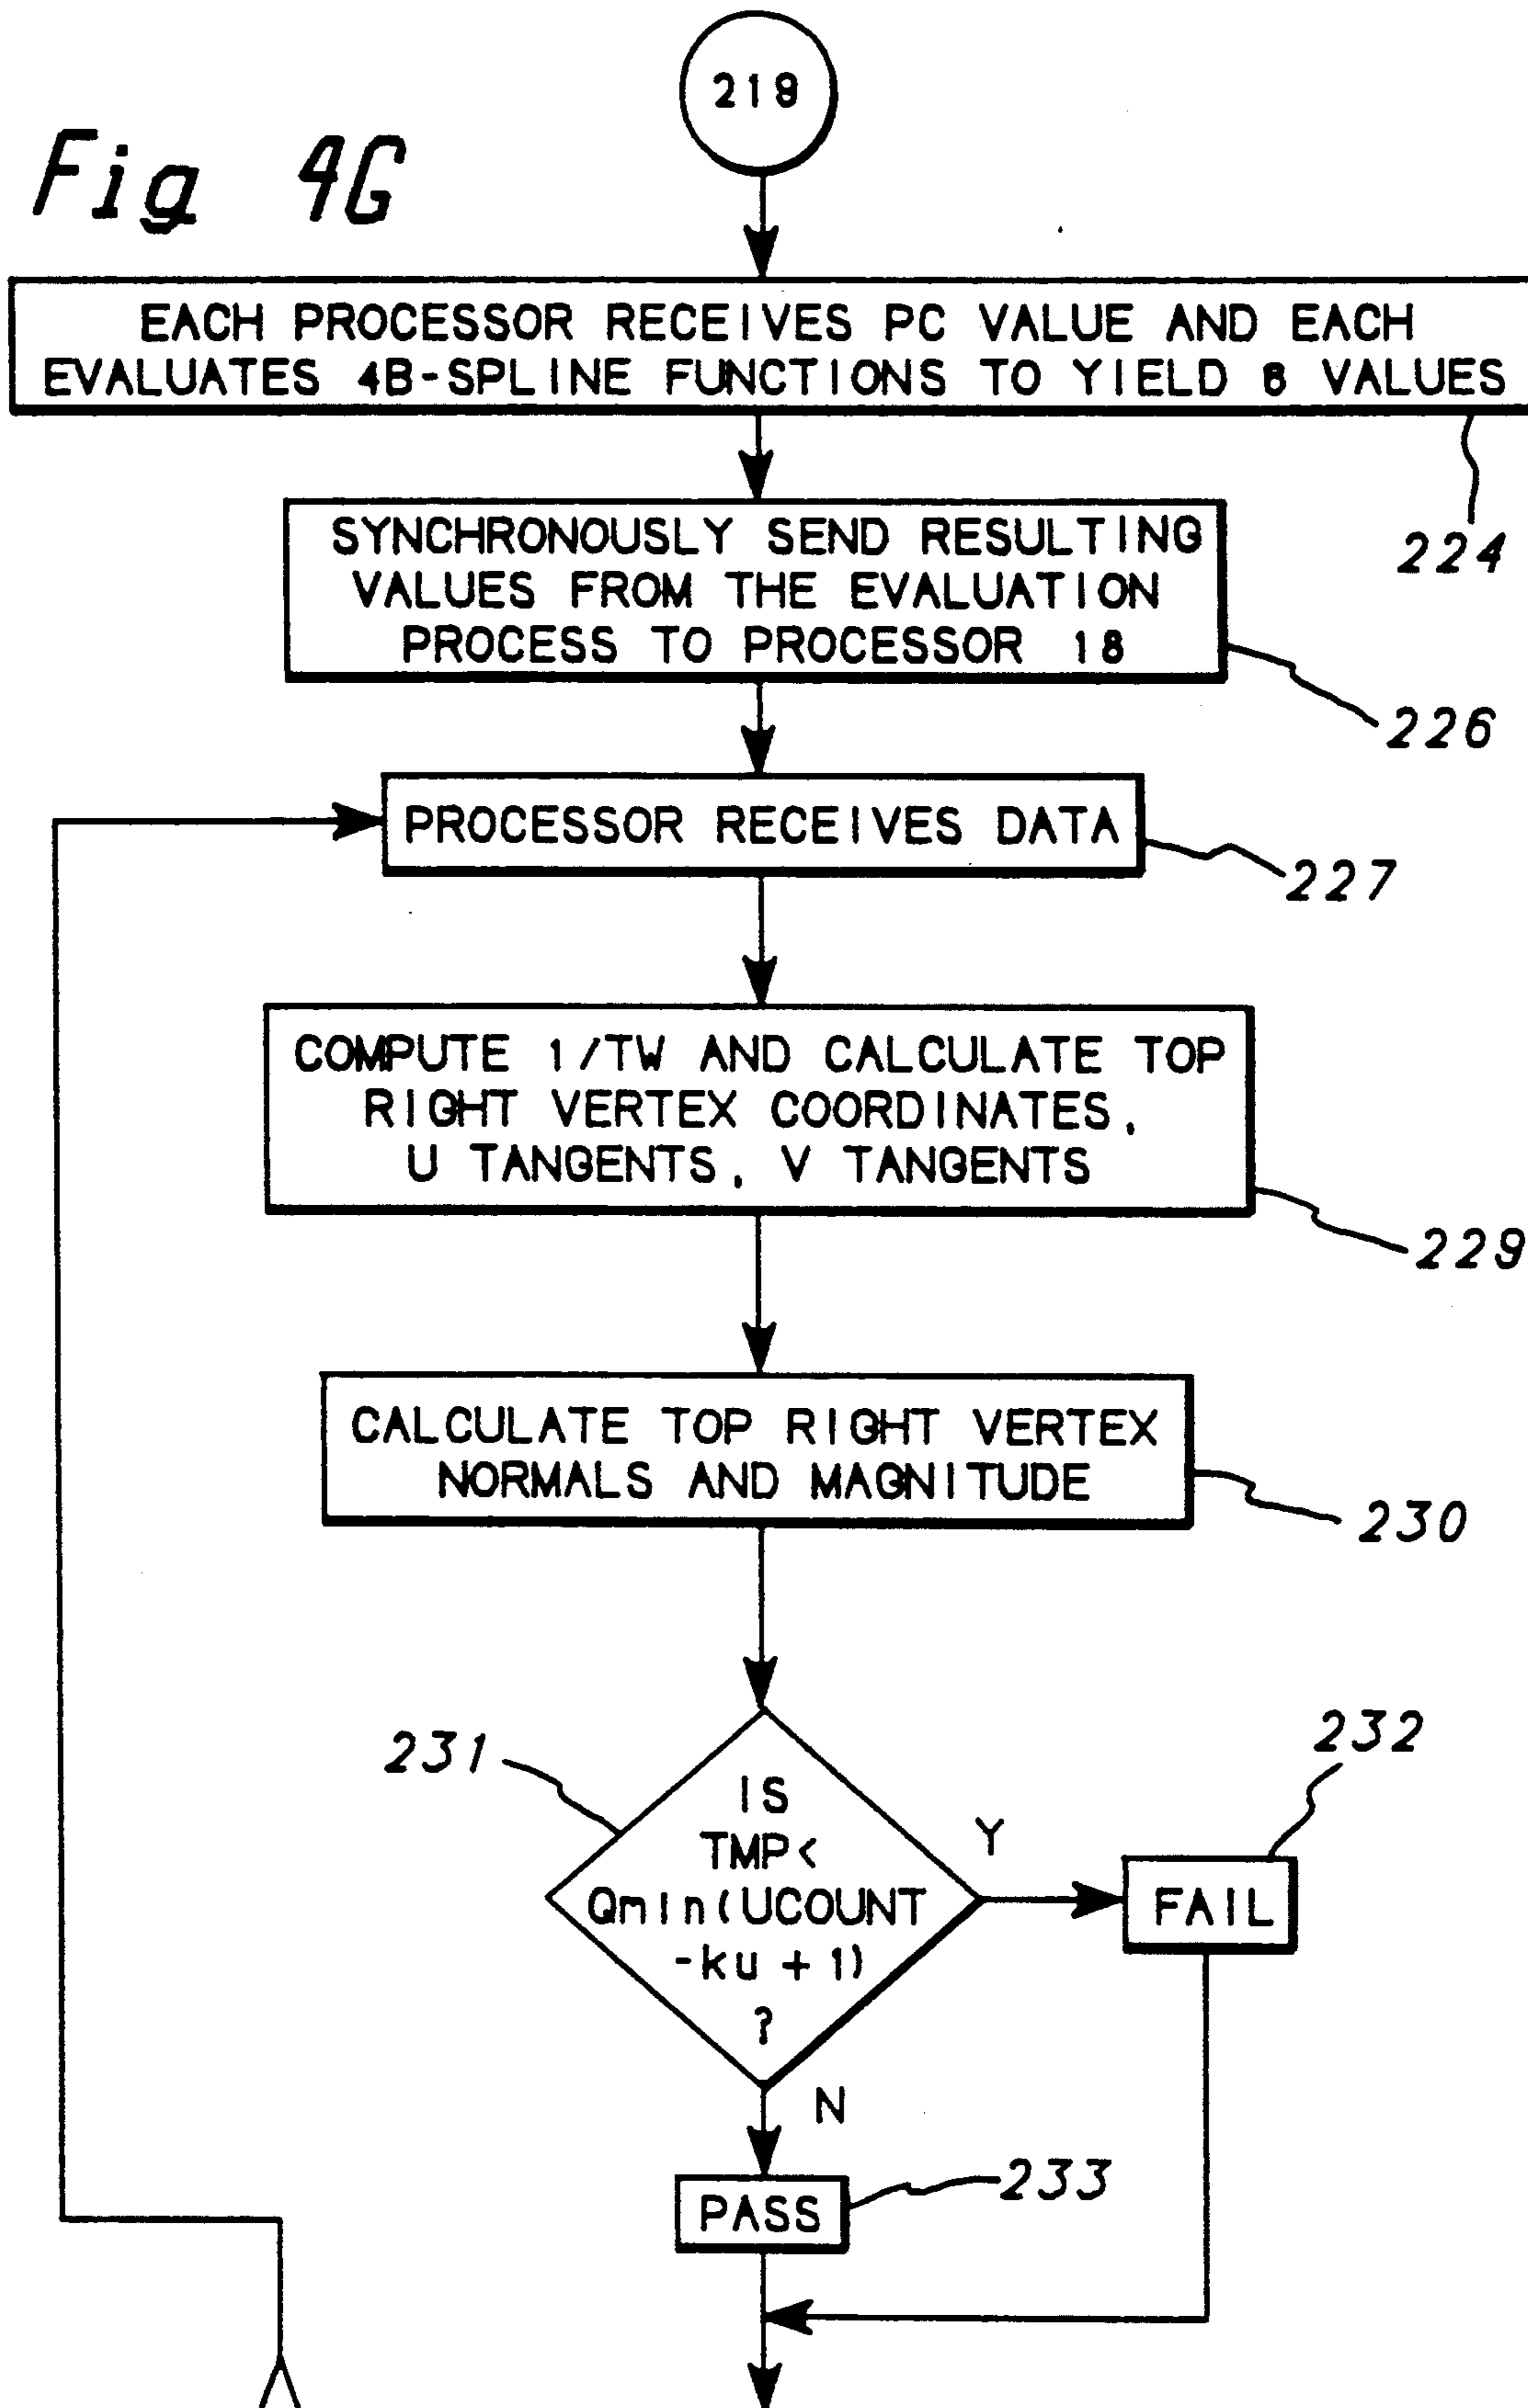 219
Fig 4G
EACH PROCESSOR RECEIVES PC VALUE AND EACH
EVALUATES 4B-SPLINE FUNCTIONS TO YIELD 8 VALUES
224
SYNCHRONOUSLY SEND RESULTING
VALUES FROM THE EVALUATION
PROCESS TO PROCESSOR 18
226
PROCESSOR RECEIVES DATA
227
COMPUTE 1/TW AND CALCULATE TOP
RIGHT VERTEX COORDINATES,
U TANGENTS, V TANGENTS
229
CALCULATE TOP RIGHT VERTEX
NORMALS AND MAGNITUDE
230
231
IS
TMP<
Qmin(UCOUNT
-ku + 1)
?
Y
232
FAIL
N
233
PASS